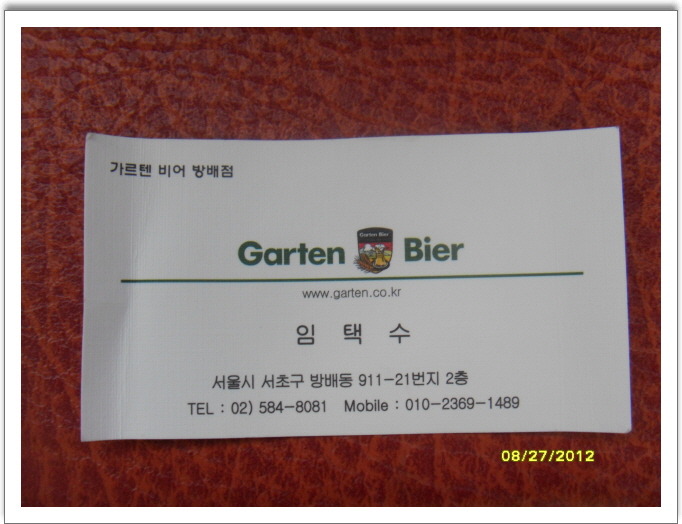 가르텐 비어 방배점
Garten Garten Bier Bier
www.garten.co.kr
임 택 수
서울시 서초구 방배동 911-21번지 2층
TEL : 02) 584-8081 Mobile : 010-2369-1489
08/27/2012